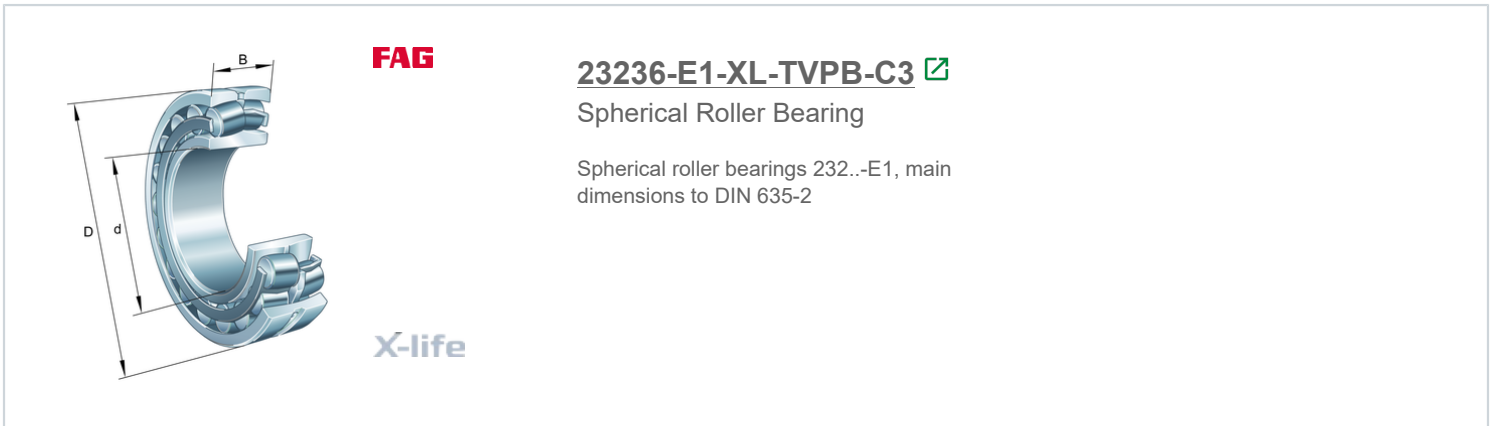 B
D
d
FAG
X-life
23236-E1-XL-TVPB-C3
Spherical Roller Bearing
Spherical roller bearings 232..-E1, main
dimensions to DIN 635-2